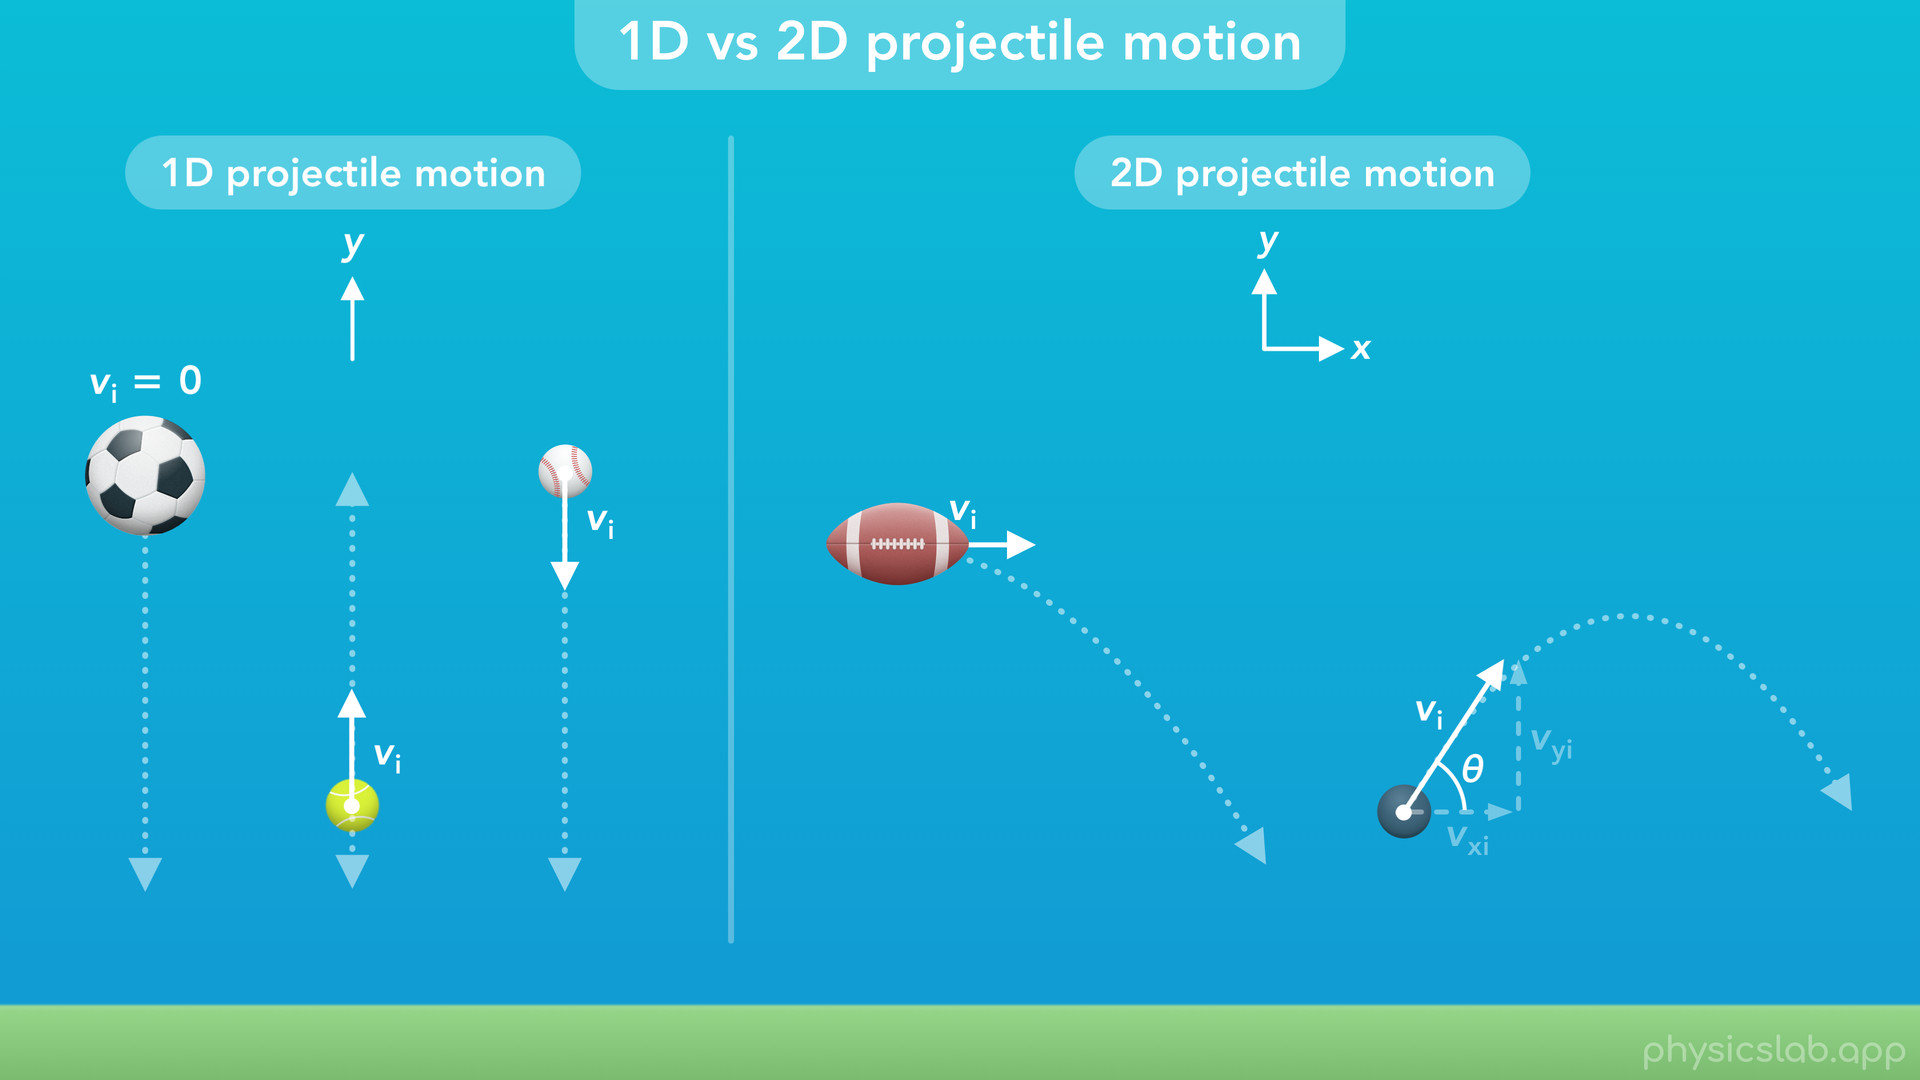 1D vs 2D projectile motion
1D projectile motion
y
vi = 0
vi
vi
2D projectile motion
y
x
vi
vi
θ
vyi
vxi
physicslab.app